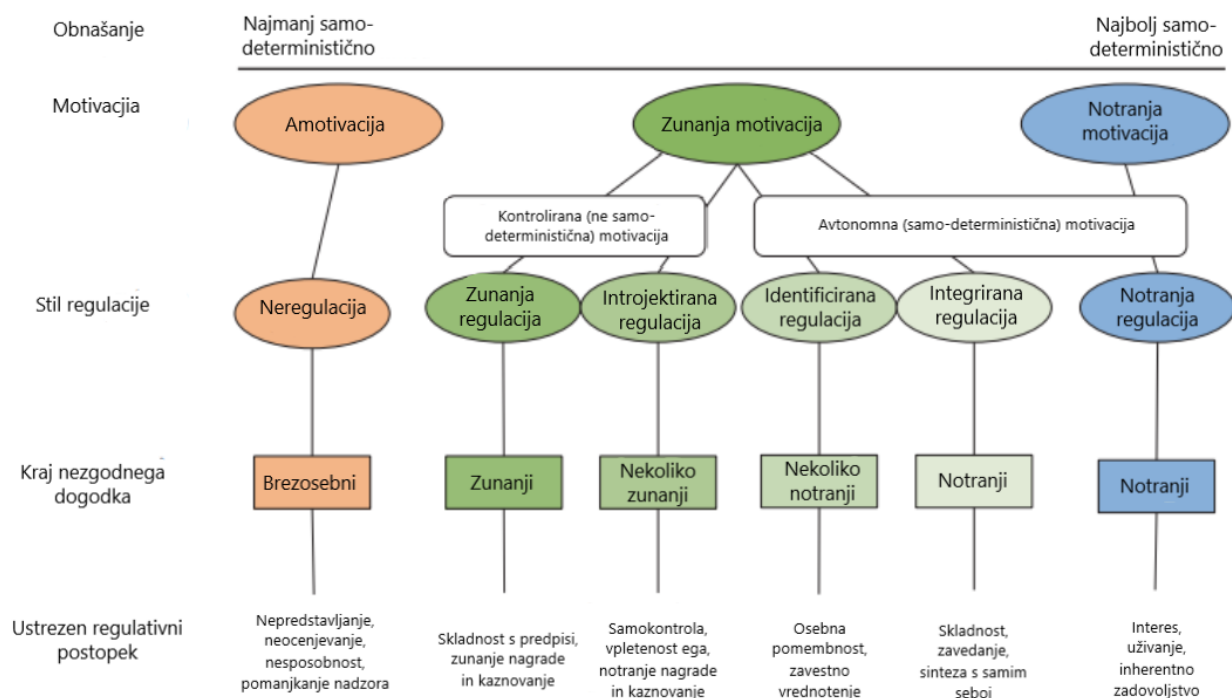 Obnašanje
Najmanj samo-
deterministično
Najbolj samo-
deterministično
Motivacjia
Amotivacija
Zunanja motivacija
Notranja
motivacija
Kontrolirana (ne samo-
deterministična) motivacija
Avtonomna (samo-deterministična) motivacija
Stil regulacije
Neregulacija
Zunanja
regulacija
Introjektirana
regulacija
Identificirana
regulacija
Integrirana
regulacija
Notranja
regulacija
Kraj nezgodnega
dogodka
Brezosebni
Zunanji
Nekoliko
zunanji
Nekoliko
notranji
Notranji
Notranji
Ustrezen regulativni
postopek
Nepredstavljanje,
neocenjevanje,
nesposobnost,
pomanjkanje nadzora
Skladnost s predpisi,
zunanje nagrade
in kaznovanje
Samokontrola,
vpletenost ega,
notranje nagrade
in kaznovanje
Osebna
pomembnost,
zavestno
vrednotenje
Skladnost,
zavedanje,
sinteza s samim
seboj
Interes,
uživanje,
inherentno
zadovoljstvo